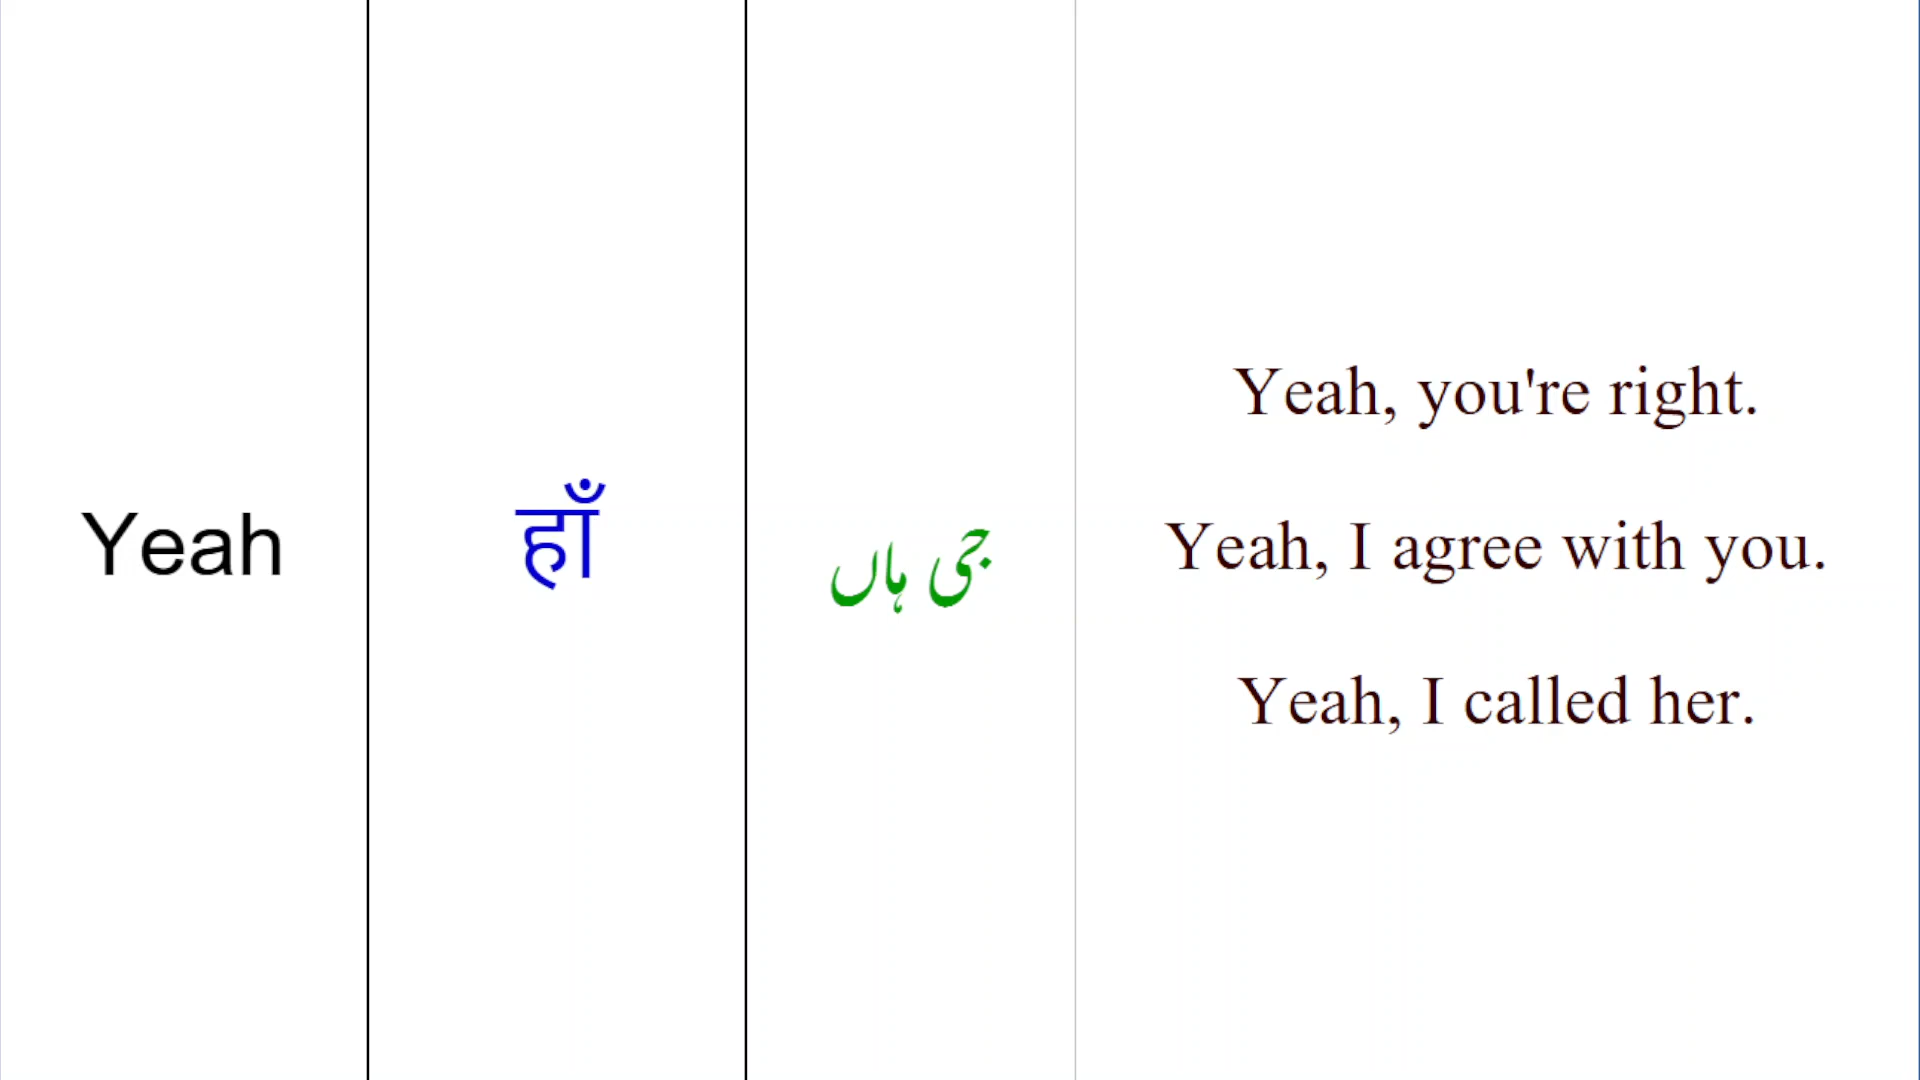 Yeah
हाँ
جی ہاں
Yeah, you're right.
Yeah, I agree with you.
Yeah, I called her.